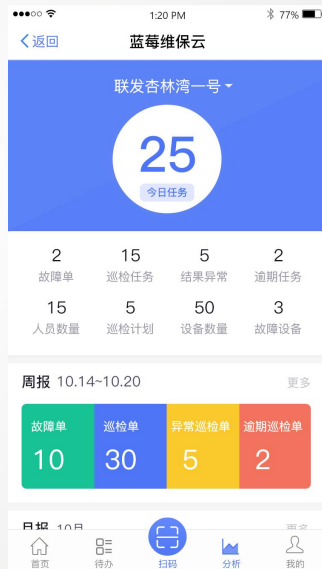 1:20 PM 77%
返回 蓝莓维保云
联发杏林湾一号
25
今日任务
2 15 5 2
故障单 巡检任务 结果异常 逾期任务
15 5 50 3
人员数量 巡检计划 设备数量 故障设备
周报 10.14~10.20 更多
故障单 巡检单 异常巡检单 逾期巡检单
10 30 5 2
月报 10月 更多
首页 待办 扫码 分析 我的